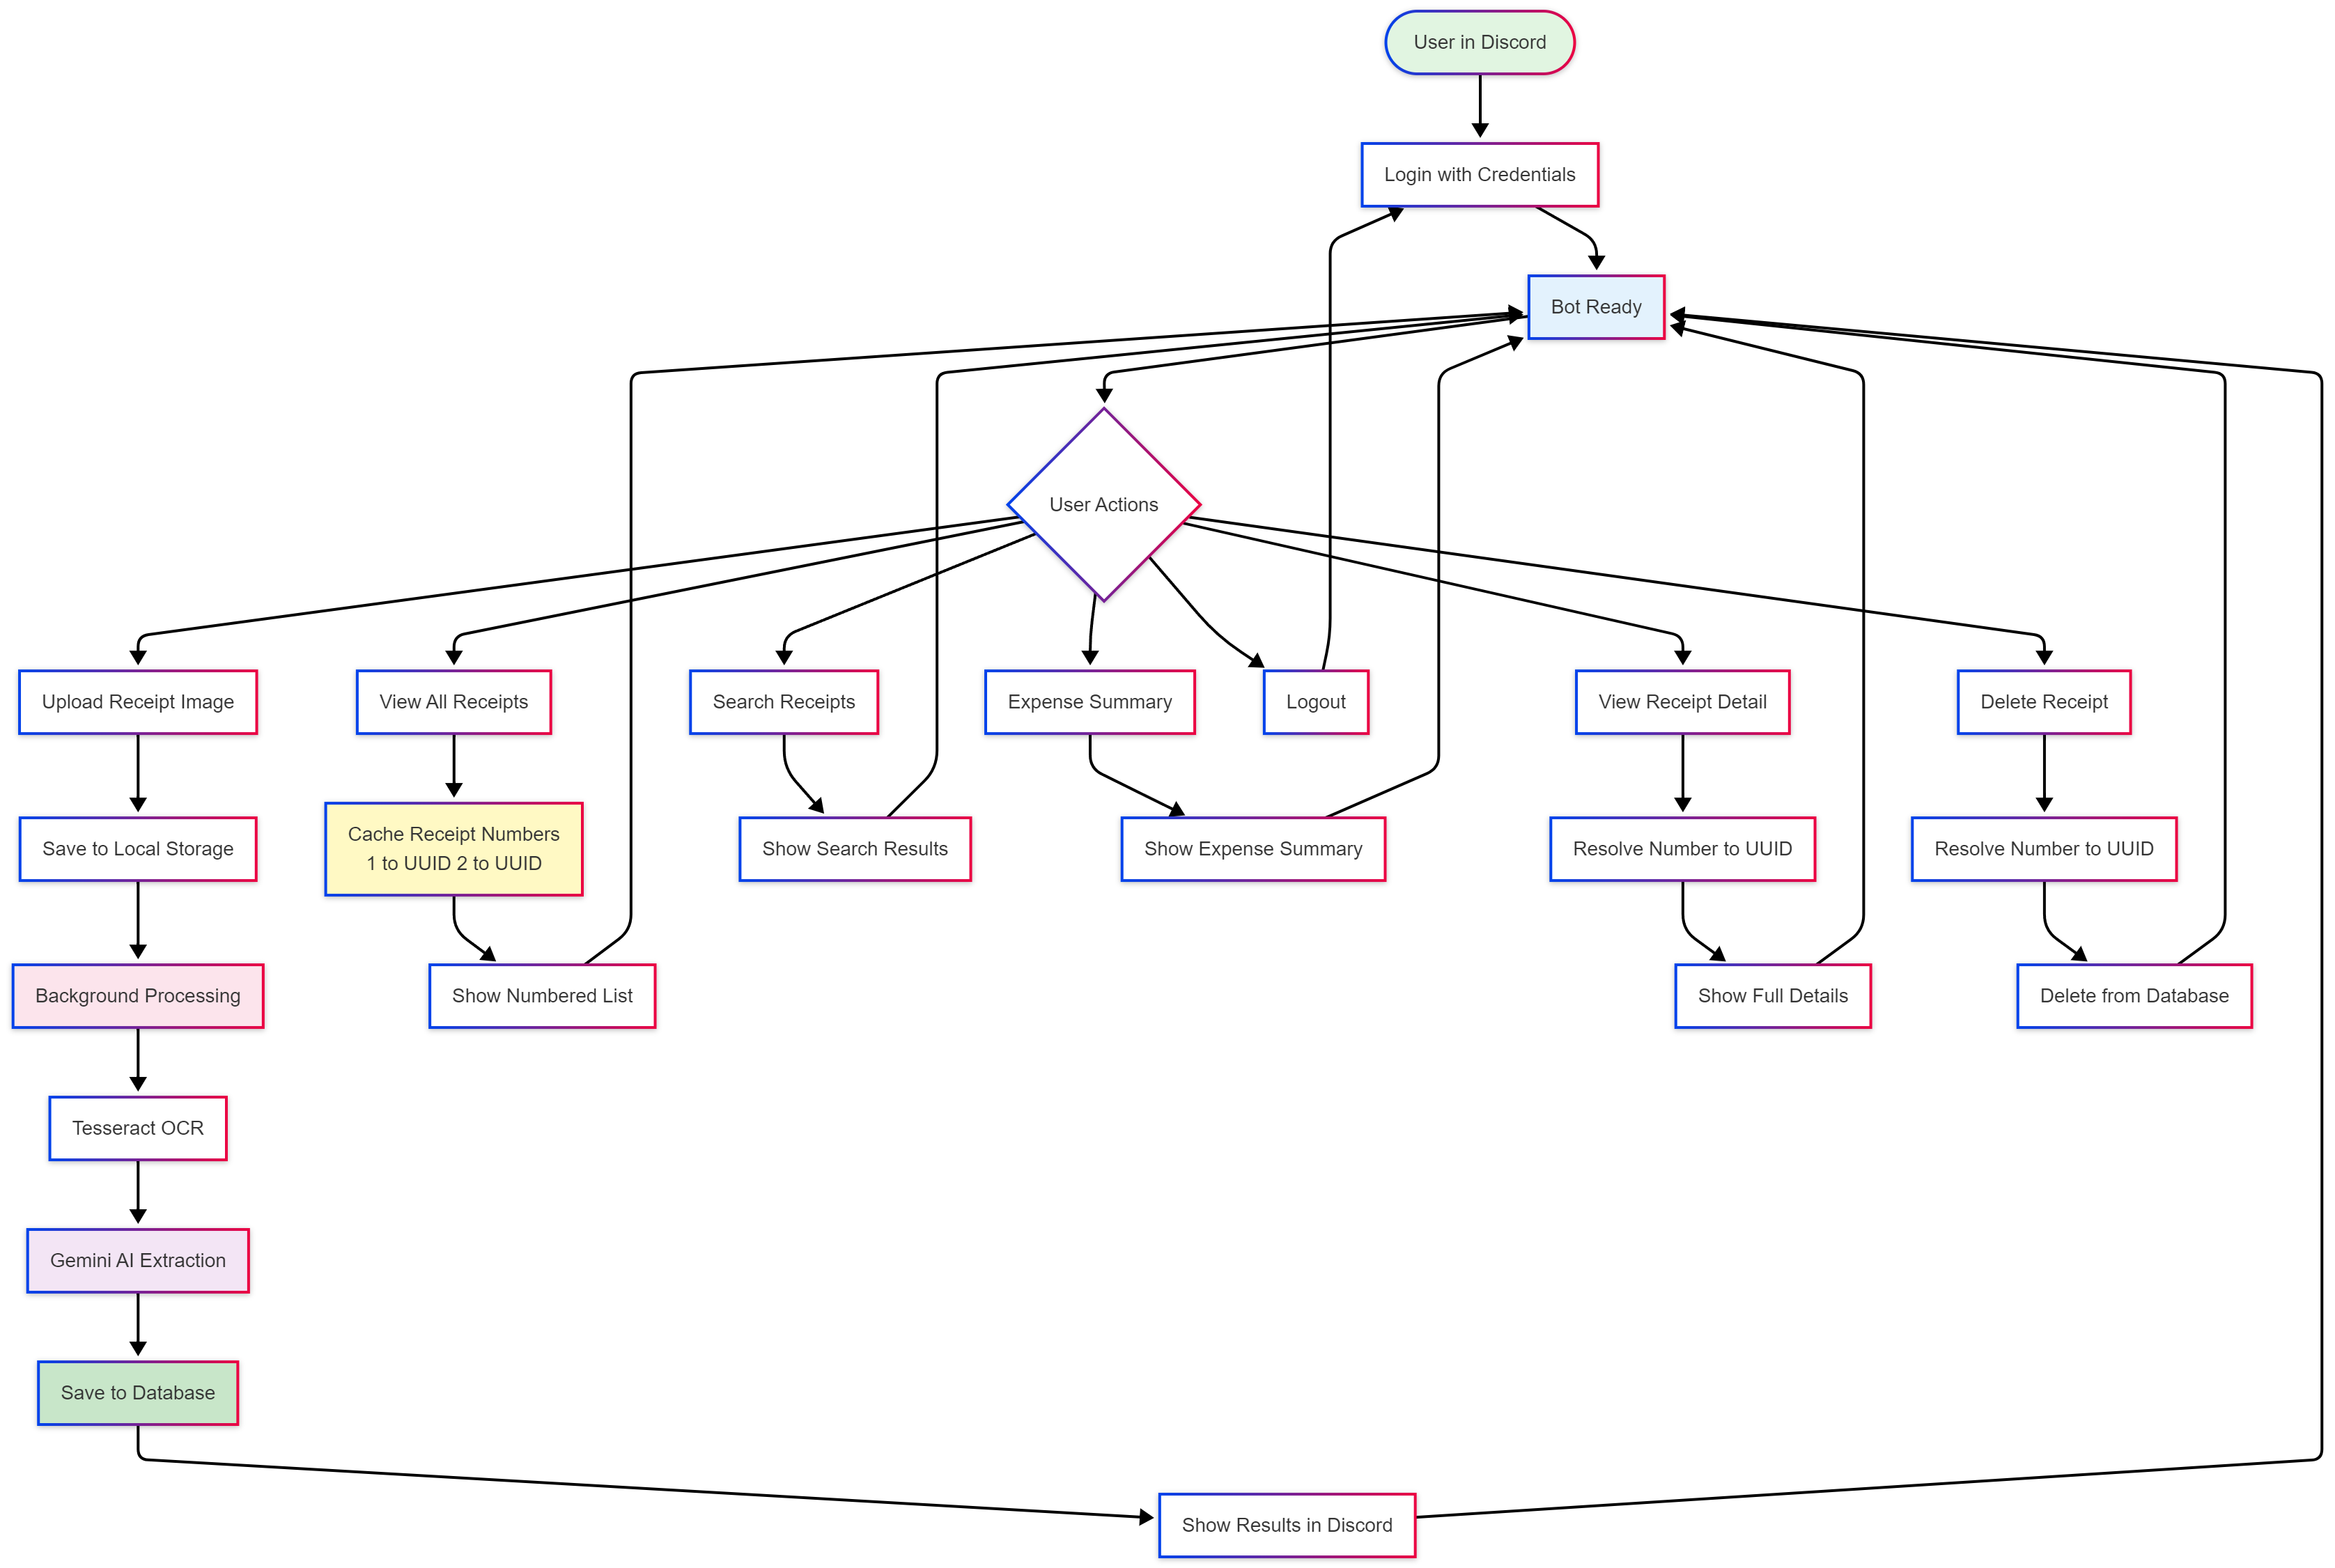 User in Discord
Login with Credentials
Bot Ready
User Actions
Upload Receipt Image
View All Receipts
Search Receipts
Expense Summary
Logout
View Receipt Detail
Delete Receipt
Save to Local Storage
Cache Receipt Numbers
1 to UUID 2 to UUID
Show Search Results
Show Expense Summary
Resolve Number to UUID
Resolve Number to UUID
Background Processing
Show Numbered List
Show Full Details
Delete from Database
Tesseract OCR
Gemini AI Extraction
Save to Database
Show Results in Discord